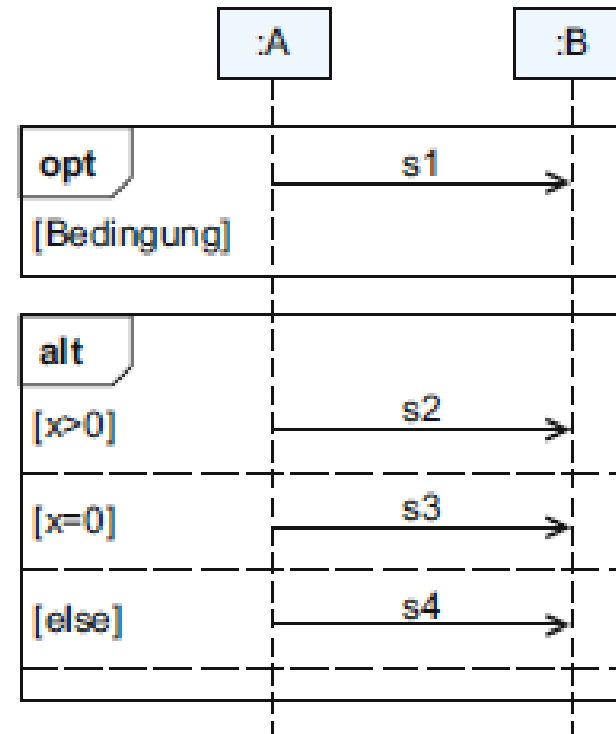 :A :B
opt s1
[Bedingung]
alt
[x>0] s2
[x=0] s3
[else] s4